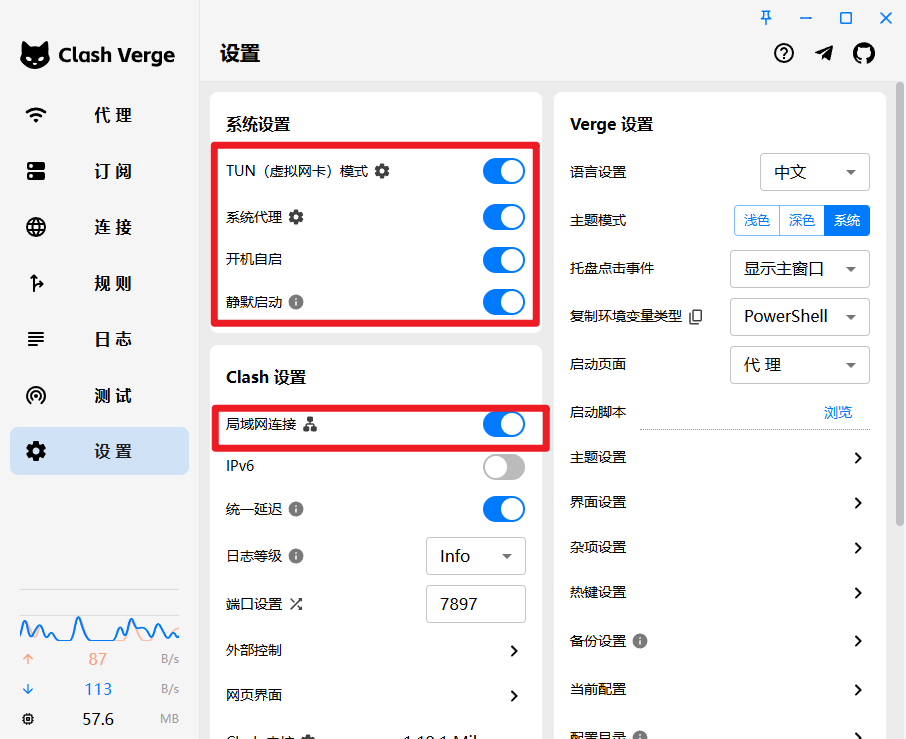 Clash Verge
代 理
订 阅
连 接
规 则
日 志
测 试
设 置
87 B/s
113 B/s
57.6 MB
设置
系统设置
TUN（虚拟网卡）模式
系统代理
开机自启
静默启动
Clash 设置
局域网连接
IPv6
统一延迟
日志等级 Info
端口设置 7897
外部控制
网页界面
Verge 设置
语言设置 中文
主题模式 浅色 深色 系统
托盘点击事件 显示主窗口
复制环境变量类型 PowerShell
启动页面 代 理
启动脚本 浏览
主题设置
界面设置
杂项设置
热键设置
备份设置
当前配置
配置目录